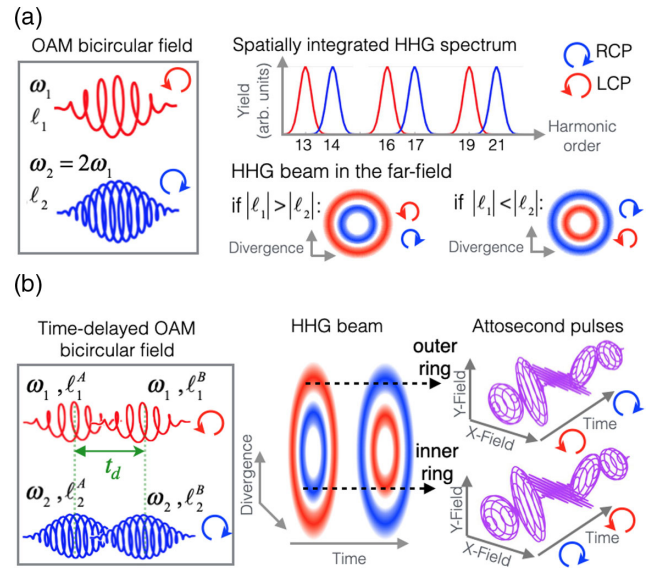 (a)
OAM bicircular field
ω₁
ℓ₁
ω₂ = 2ω₁
ℓ₂
Spatially integrated HHG spectrum
Yield
(arb. units)
13 14 16 17 19 21
Harmonic
order
RCP
LCP
HHG beam in the far-field
if |ℓ₁|>|ℓ₂|:
Divergence
if |ℓ₁|<|ℓ₂|:
Divergence
(b)
Time-delayed OAM
bicircular field
ω₁ , ℓ₁ᴬ ω₁ , ℓ₁ᴮ
t_d
ω₂ , ℓ₂ᴬ ω₂ , ℓ₂ᴮ
HHG beam
Divergence
Time
outer
ring
inner
ring
Attosecond pulses
Y-Field
X-Field
Time
Y-Field
X-Field
Time